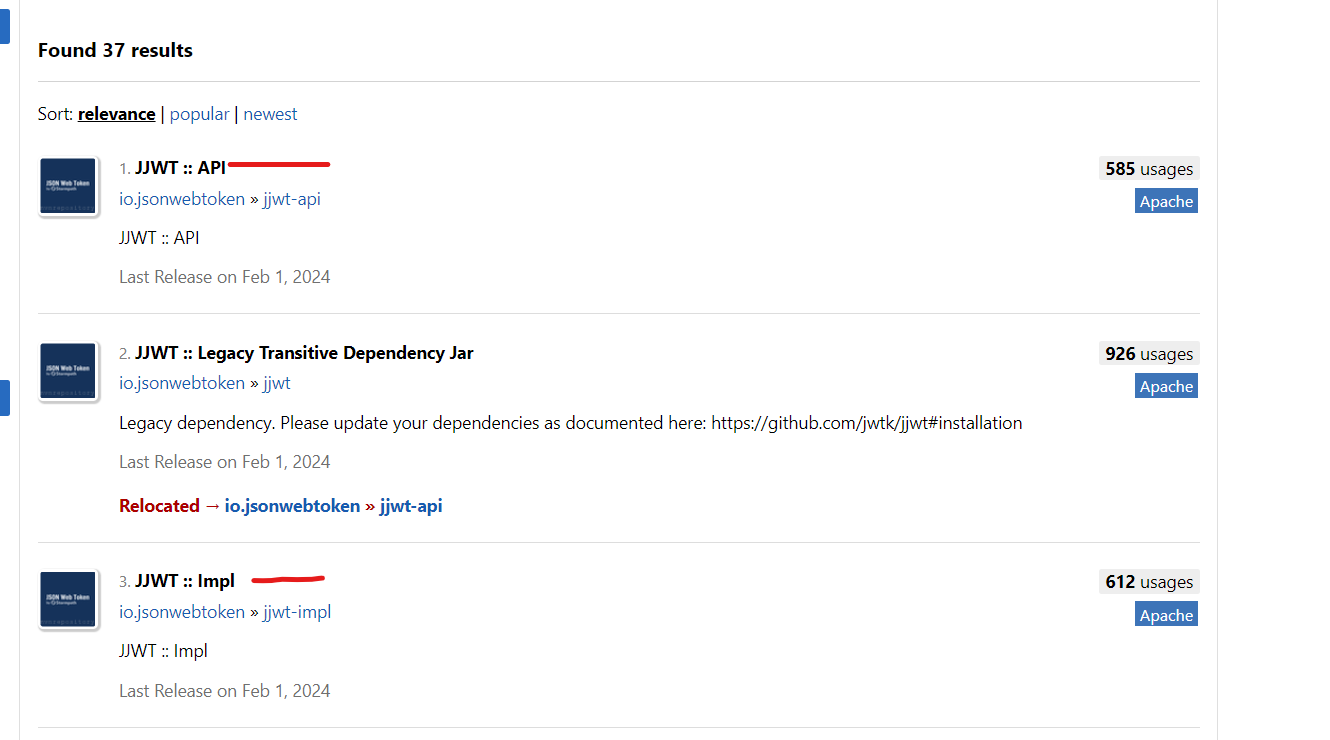 Found 37 results
Sort: relevance | popular | newest
JSON Web Token
1. JJWT :: API
585 usages
io.jsonwebtoken » jjwt-api
Apache
JJWT :: API
Last Release on Feb 1, 2024
JSON Web Token
2. JJWT :: Legacy Transitive Dependency Jar
926 usages
io.jsonwebtoken » jjwt
Apache
Legacy dependency. Please update your dependencies as documented here: https://github.com/jwtk/jjwt#installation
Last Release on Feb 1, 2024
Relocated → io.jsonwebtoken » jjwt-api
JSON Web Token
3. JJWT :: Impl
612 usages
io.jsonwebtoken » jjwt-impl
Apache
JJWT :: Impl
Last Release on Feb 1, 2024